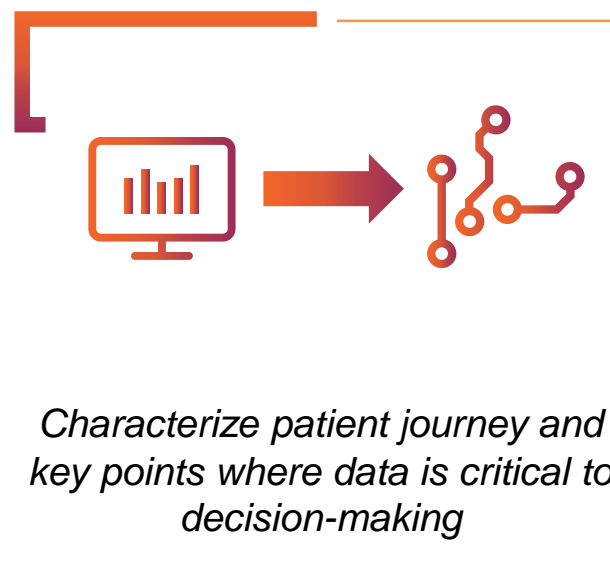 Characterize patient journey and
key points where data is critical to
decision-making